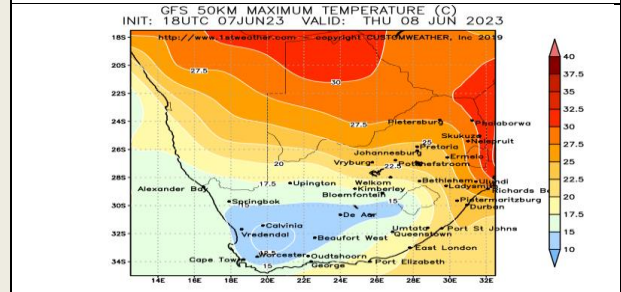 GFS 50KM MAXIMUM TEMPERATURE (C)
INIT: 18UTC 07JUN23 VALID: THU 08 JUN 2023
http://www.1stweather.com - copyright CUSTOMWEATHER, Inc 2019
18S
20S
22S
24S
26S
28S
30S
32S
34S
14E 16E 18E 20E 22E 24E 26E 28E 30E 32E
27.5
30
27.5
Pietersburg
Phalaborwa
Skukuza
Nelspruit
25
Pretoria
Johannesburg
Ermelo
20
Vryburg
22.5
Potchefstroom
17.5
Upington
Welkom
Bethlehem
Ulundi
Alexander Bay
Kimberley
Ladysmith
Bloemfontein
Richards Ba
Springbok
15
15
Pietermaritzburg
Durban
De Aar
Calvinia
Vredendal
Beaufort West
Umtata
Queenstown
Port St Johns
East London
Worcester
Cape Town
15
Oudtshoorn
George
Port Elizabeth
40
37.5
35
32.5
30
27.5
25
22.5
20
17.5
15
10